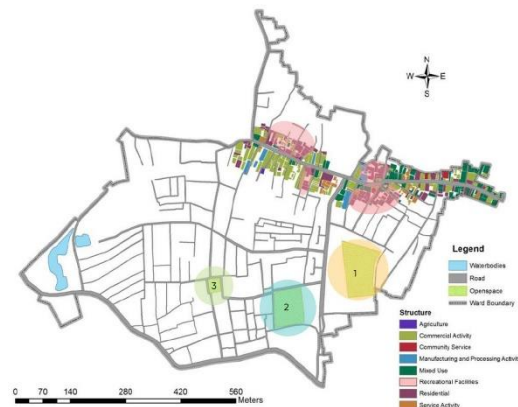 N
W E
S
1
3
2
Legend
Waterbodies
Road
Openspace
Ward Boundary
Structure
Agriculture
Commercial Activity
Community Service
Manufacturing and Processing Activit
Mixed Use
Recreational Facilities
Residential
Service Activity
0 70 140 280 420 560
Meters